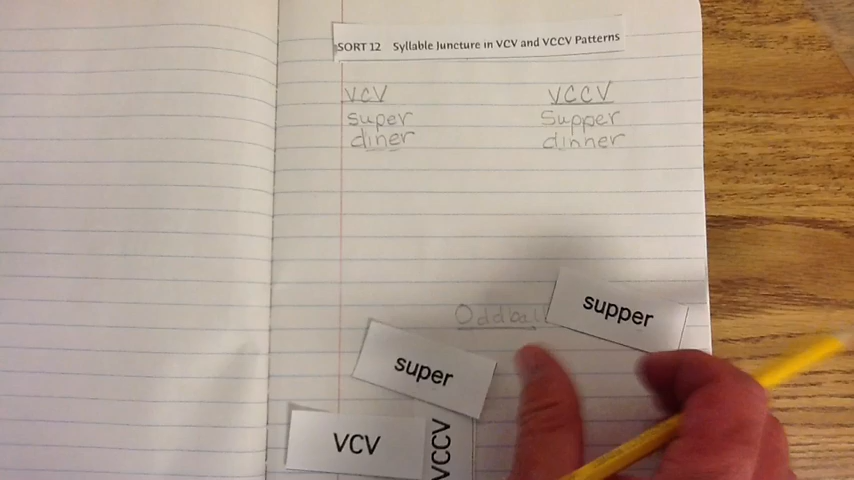 SORT 12 Syllable Juncture in VCV and VCCV Patterns
VCV VCCV
super Supper
diner dinner
Oddball
supper
super
VCV
VCCV